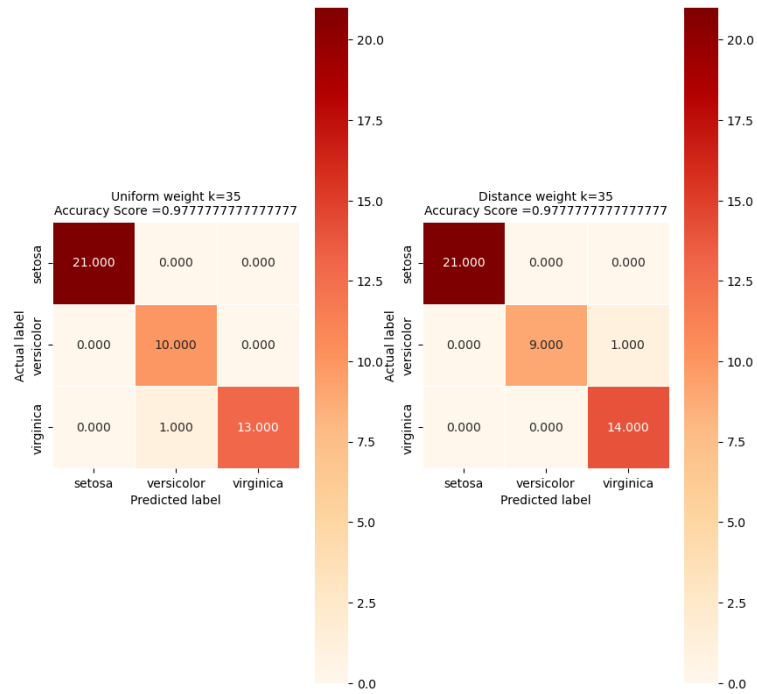 Uniform weight k=35
Accuracy Score =0.9777777777777777
setosa
versicolor
virginica
Actual label
21.000 0.000 0.000
0.000 10.000 0.000
0.000 1.000 13.000
setosa versicolor virginica
Predicted label
20.0
17.5
15.0
12.5
10.0
7.5
5.0
2.5
0.0
Distance weight k=35
Accuracy Score =0.9777777777777777
setosa
versicolor
virginica
Actual label
21.000 0.000 0.000
0.000 9.000 1.000
0.000 0.000 14.000
setosa versicolor virginica
Predicted label
20.0
17.5
15.0
12.5
10.0
7.5
5.0
2.5
0.0